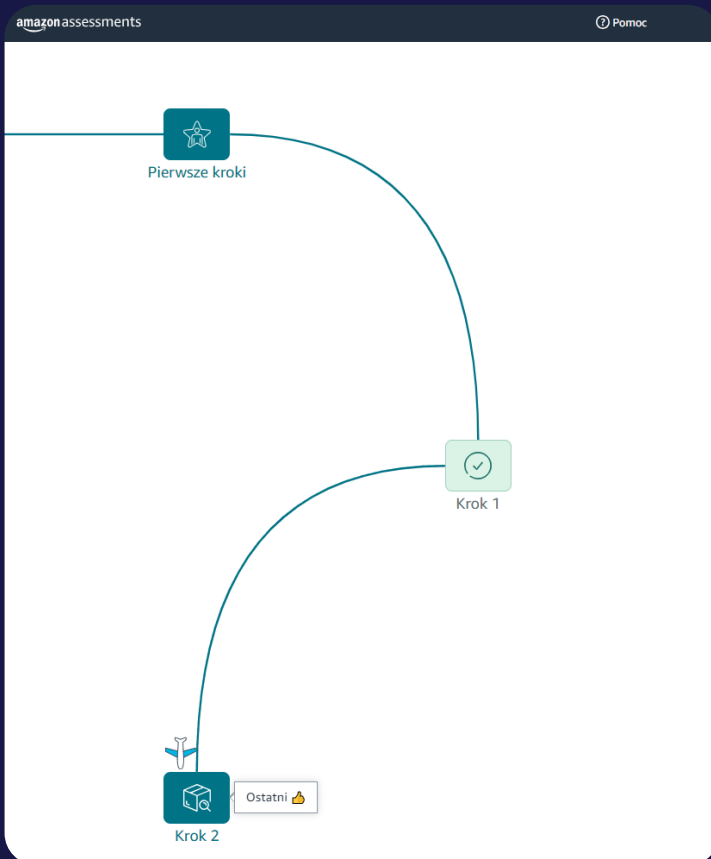 amazon assessments
Pomoc
Pierwsze kroki
Krok 1
Ostatni 👍
Krok 2